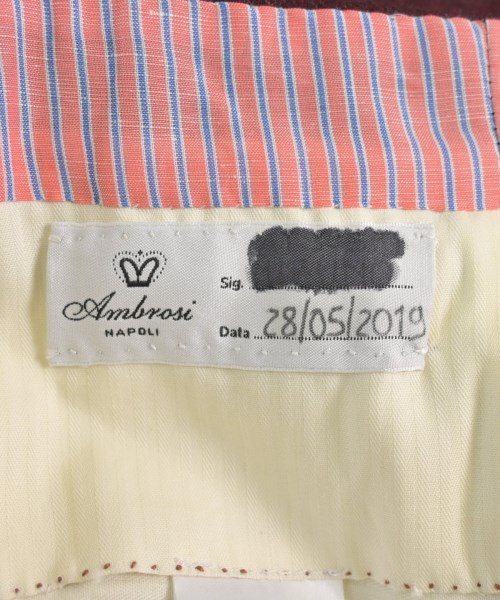 Ambrosi
NAPOLI
Sig.
Data 28/05/2019